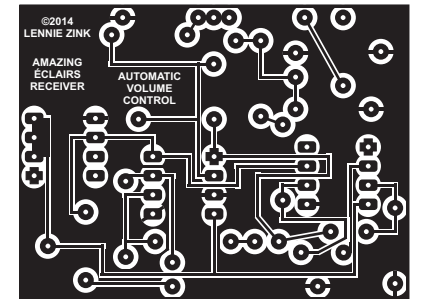 ©2014
LENNIE ZINK
AMAZING
ÉCLAIRS
RECEIVER
AUTOMATIC
VOLUME
CONTROL